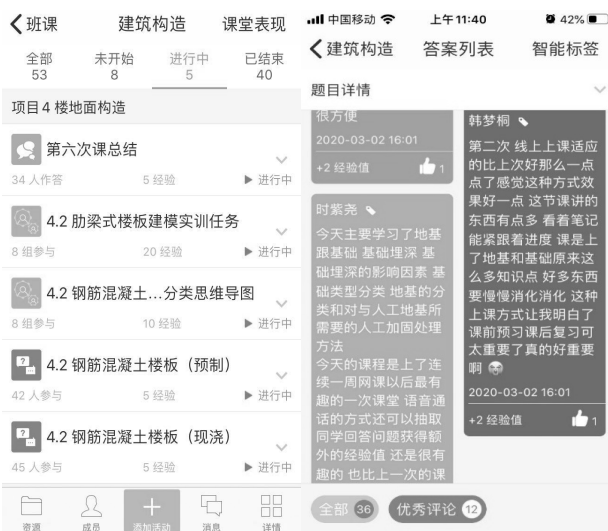 班课 建筑构造 课堂表现
全部 未开始 进行中 已结束
53 8 5 40
项目4 楼地面构造
第六次课总结
34 人作答 5 经验 ▶ 进行中
4.2 肋梁式楼板建模实训任务
8 组参与 20 经验 ▶ 进行中
4.2 钢筋混凝土...分类思维导图
8 组参与 10 经验 ▶ 进行中
4.2 钢筋混凝土楼板（预制）
42 人参与 5 经验 ▶ 进行中
4.2 钢筋混凝土楼板（现浇）
45 人参与 5 经验 ▶ 进行中
资源 成员 添加活动 消息 详情
中国移动 上午11:40 42%
建筑构造 答案列表 智能标签
题目详情
很方便
2020-03-02 16:01
+2 经验值 1
时紫尧
今天主要学习了地基
跟基础 基础埋深 基
础埋深的影响因素 基
础类型分类 地基的分
类和对与人工地基所
需要的人工加固处理
方法
今天的课程是上了连
续一周网课以后最有
趣的一次课堂 语音通
话的方式还可以抽取
同学回答问题获得额
外的经验值 还是很有
趣的 也比上一次的课
韩梦桐
第二次 线上上课适应
的比上次好那么一点
点了感觉这种方式效
果好一点 这节课讲的
东西有点多 看着笔记
能紧跟着进度 课是上
了地基和基础原来这
么多知识点 好多东西
要慢慢消化消化 这种
上课方式让我明白了
课前预习课后复习可
太重要了真的好重要
啊
2020-03-02 16:01
+2 经验值 1
全部 36 优秀评论 12